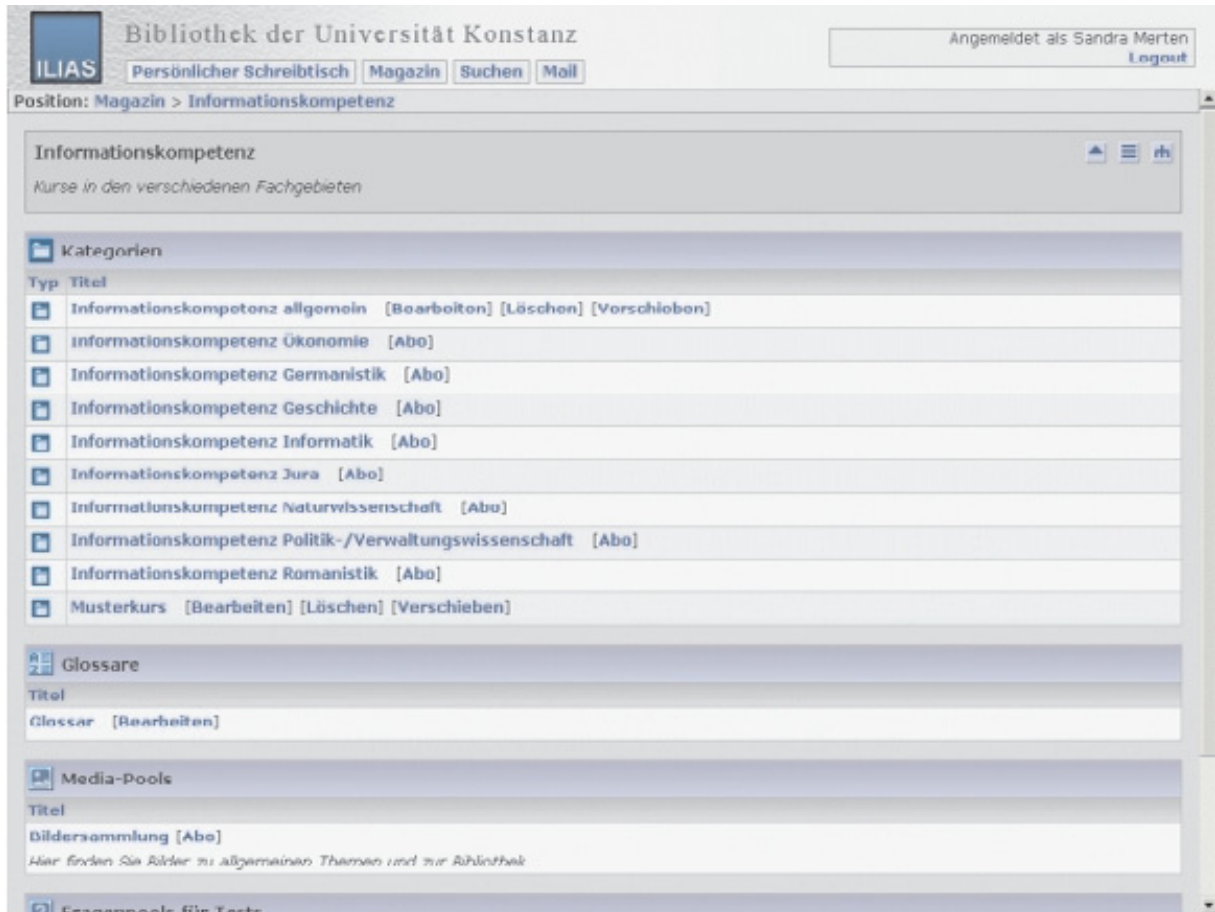 Bibliothek der Universität Konstanz
ILIAS
Persönlicher Schreibtisch Magazin Suchen Mail
Angemeldet als Sandra Merten
Logout
Position: Magazin > Informationskompetenz
Informationskompetenz
Kurse in den verschiedenen Fachgebieten
Kategorien
Typ Titel
Informationskompetenz allgemein [Bearbeiten] [Löschen] [Verschieben]
Informationskompetenz Ökonomie [Abo]
Informationskompetenz Germanistik [Abo]
Informationskompetenz Geschichte [Abo]
Informationskompetenz Informatik [Abo]
Informationskompetenz Jura [Abo]
Informationskompetenz Naturwissenschaft [Abo]
Informationskompetenz Politik-/Verwaltungswissenschaft [Abo]
Informationskompetenz Romanistik [Abo]
Musterkurs [Bearbeiten] [Löschen] [Verschieben]
Glossare
Titel
Glossar [Bearbeiten]
Media-Pools
Titel
Bildersammlung [Abo]
Hier finden Sie Bilder zu allgemeinen Themen und zur Bibliothek
Fragenpools für Tests